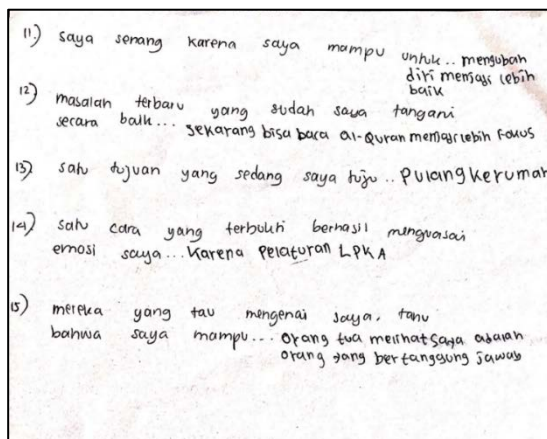 11.) saya senang karena saya mampu untuk.. mengubah
diri menjadi lebih
baik
12) masalah terbaru yang sudah saya tangani
secara baik... sekarang bisa baca al-Quran menjadi lebih Fokus
13) satu tujuan yang sedang saya tuju .. Pulang kerumah
14) satu cara yang terbukti berhasil menguasai
emosi saya... Karena Pelaturan LPKA
15) mereka yang tau mengenai saya, tahu
bahwa saya mampu... orang tua melihat saya adalah
orang yang bertanggung jawab